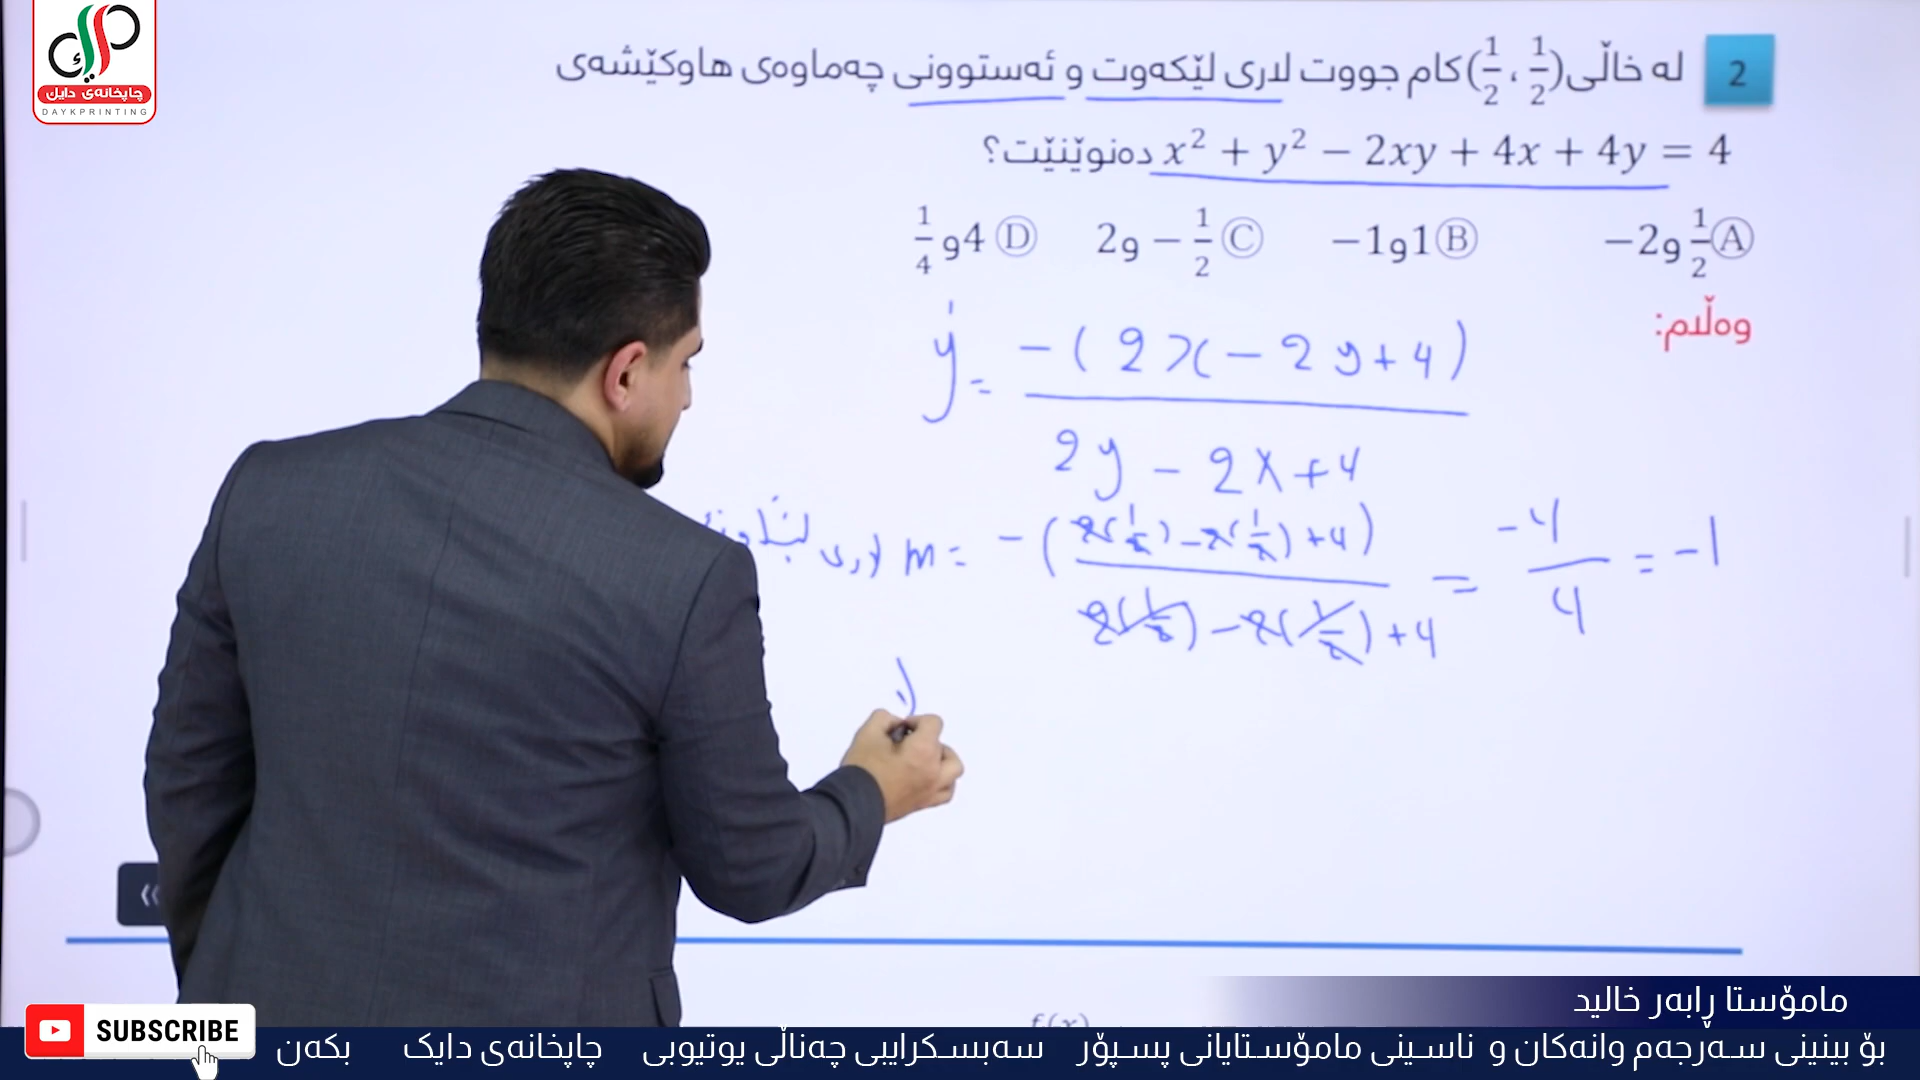 چاپخانەی دایك
DAYKPRINTING
2 لە خاڵی(1/2 ، 1/2)کام جووت لاری لێکەوت و ئەستوونی چەماوەی هاوکێشەی
x² + y² − 2xy + 4x + 4y = 4 دەنوێنێت؟
Ⓐ 1/2 و −2 Ⓑ 1 و −1 Ⓒ −1/2 و 2 Ⓓ 4 و 1/4
وەڵام:
y' = −(2x − 2y + 4) / 2y − 2x + 4
لاری m = −(2(1/2) − 2(1/2) + 4) / 2(1/2) − 2(1/2) + 4 = −4/4 = −1
f(x)
مامۆستا ڕابەر خالید
SUBSCRIBE
بۆ بینینی سەرجەم وانەکان و ناسینی مامۆستایانی پسپۆر سەبسکرایبی چەناڵی یوتیوبی چاپخانەی دایک بکەن